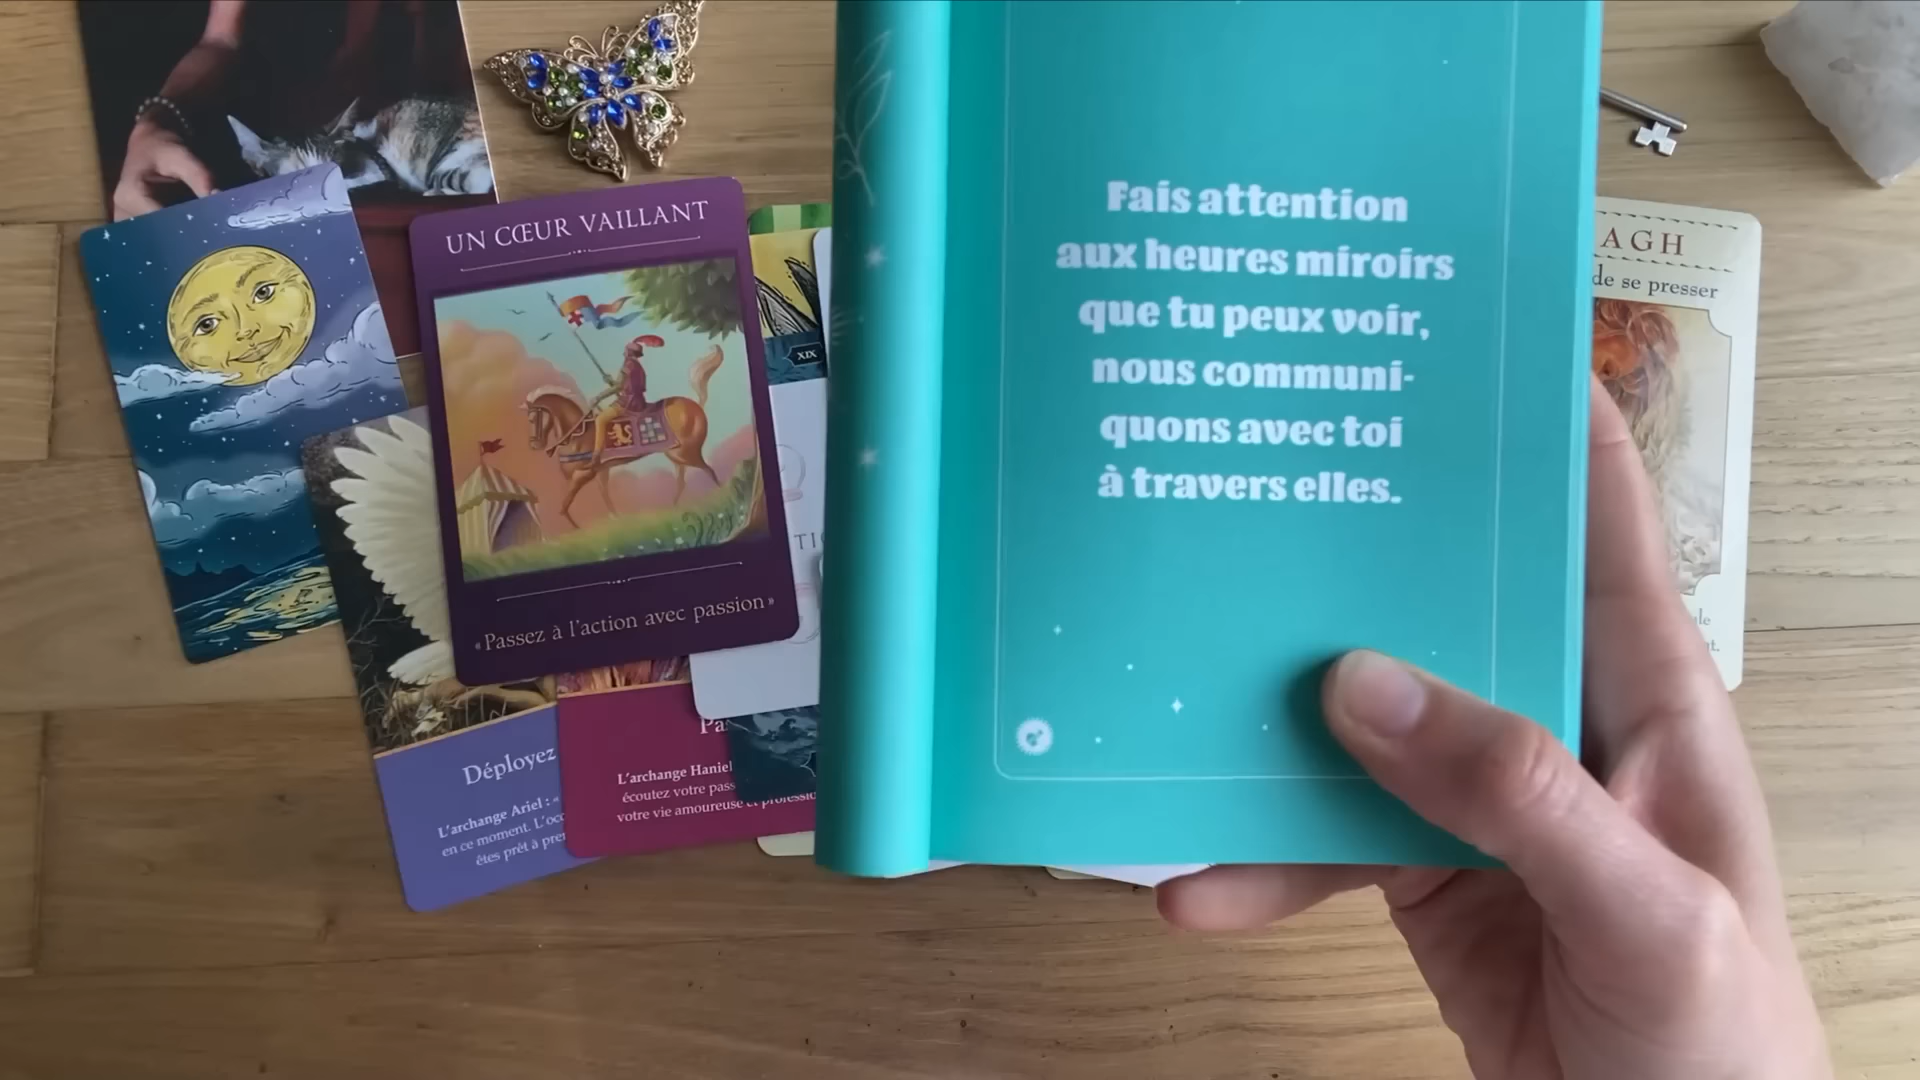 UN CŒUR VAILLANT
«Passez à l'action avec passion»
XIX
Déployez
L'archange Ariel : «
en ce moment. L'occ
êtes prêt à pre
Pa
L'archange Haniel
écoutez votre pass
votre vie amoureuse et professio
Fais attention
aux heures miroirs
que tu peux voir,
nous communi-
quons avec toi
à travers elles.
AGH
de se presser